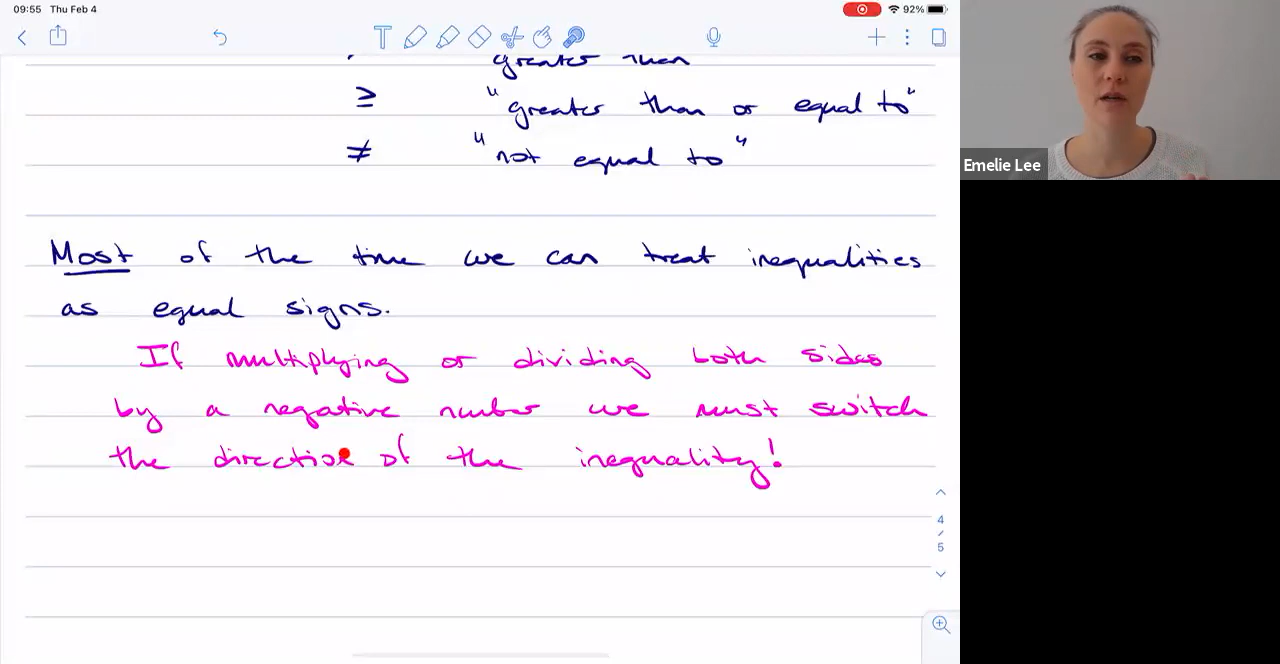 09:55 Thu Feb 4 92%
T
greater than
≥ "greater than or equal to"
≠ "not equal to"
Emelie Lee
Most of the time we can treat inequalities
as equal signs.
If multiplying or dividing both sides
by a negative number we must switch
the direction of the inequality!
4
/
5